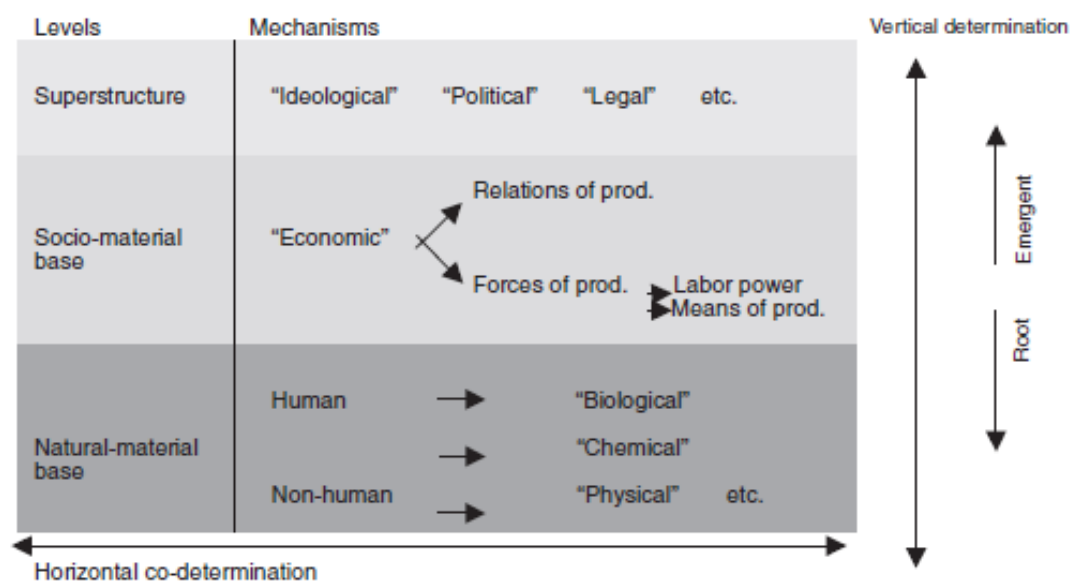 Levels Mechanisms Vertical determination
Superstructure “Ideological” “Political” “Legal” etc.
Relations of prod.
Socio-material
base
“Economic”
Forces of prod. Labor power
Means of prod.
Emergent
Root
Human “Biological”
Natural-material
base
“Chemical”
Non-human “Physical” etc.
Horizontal co-determination